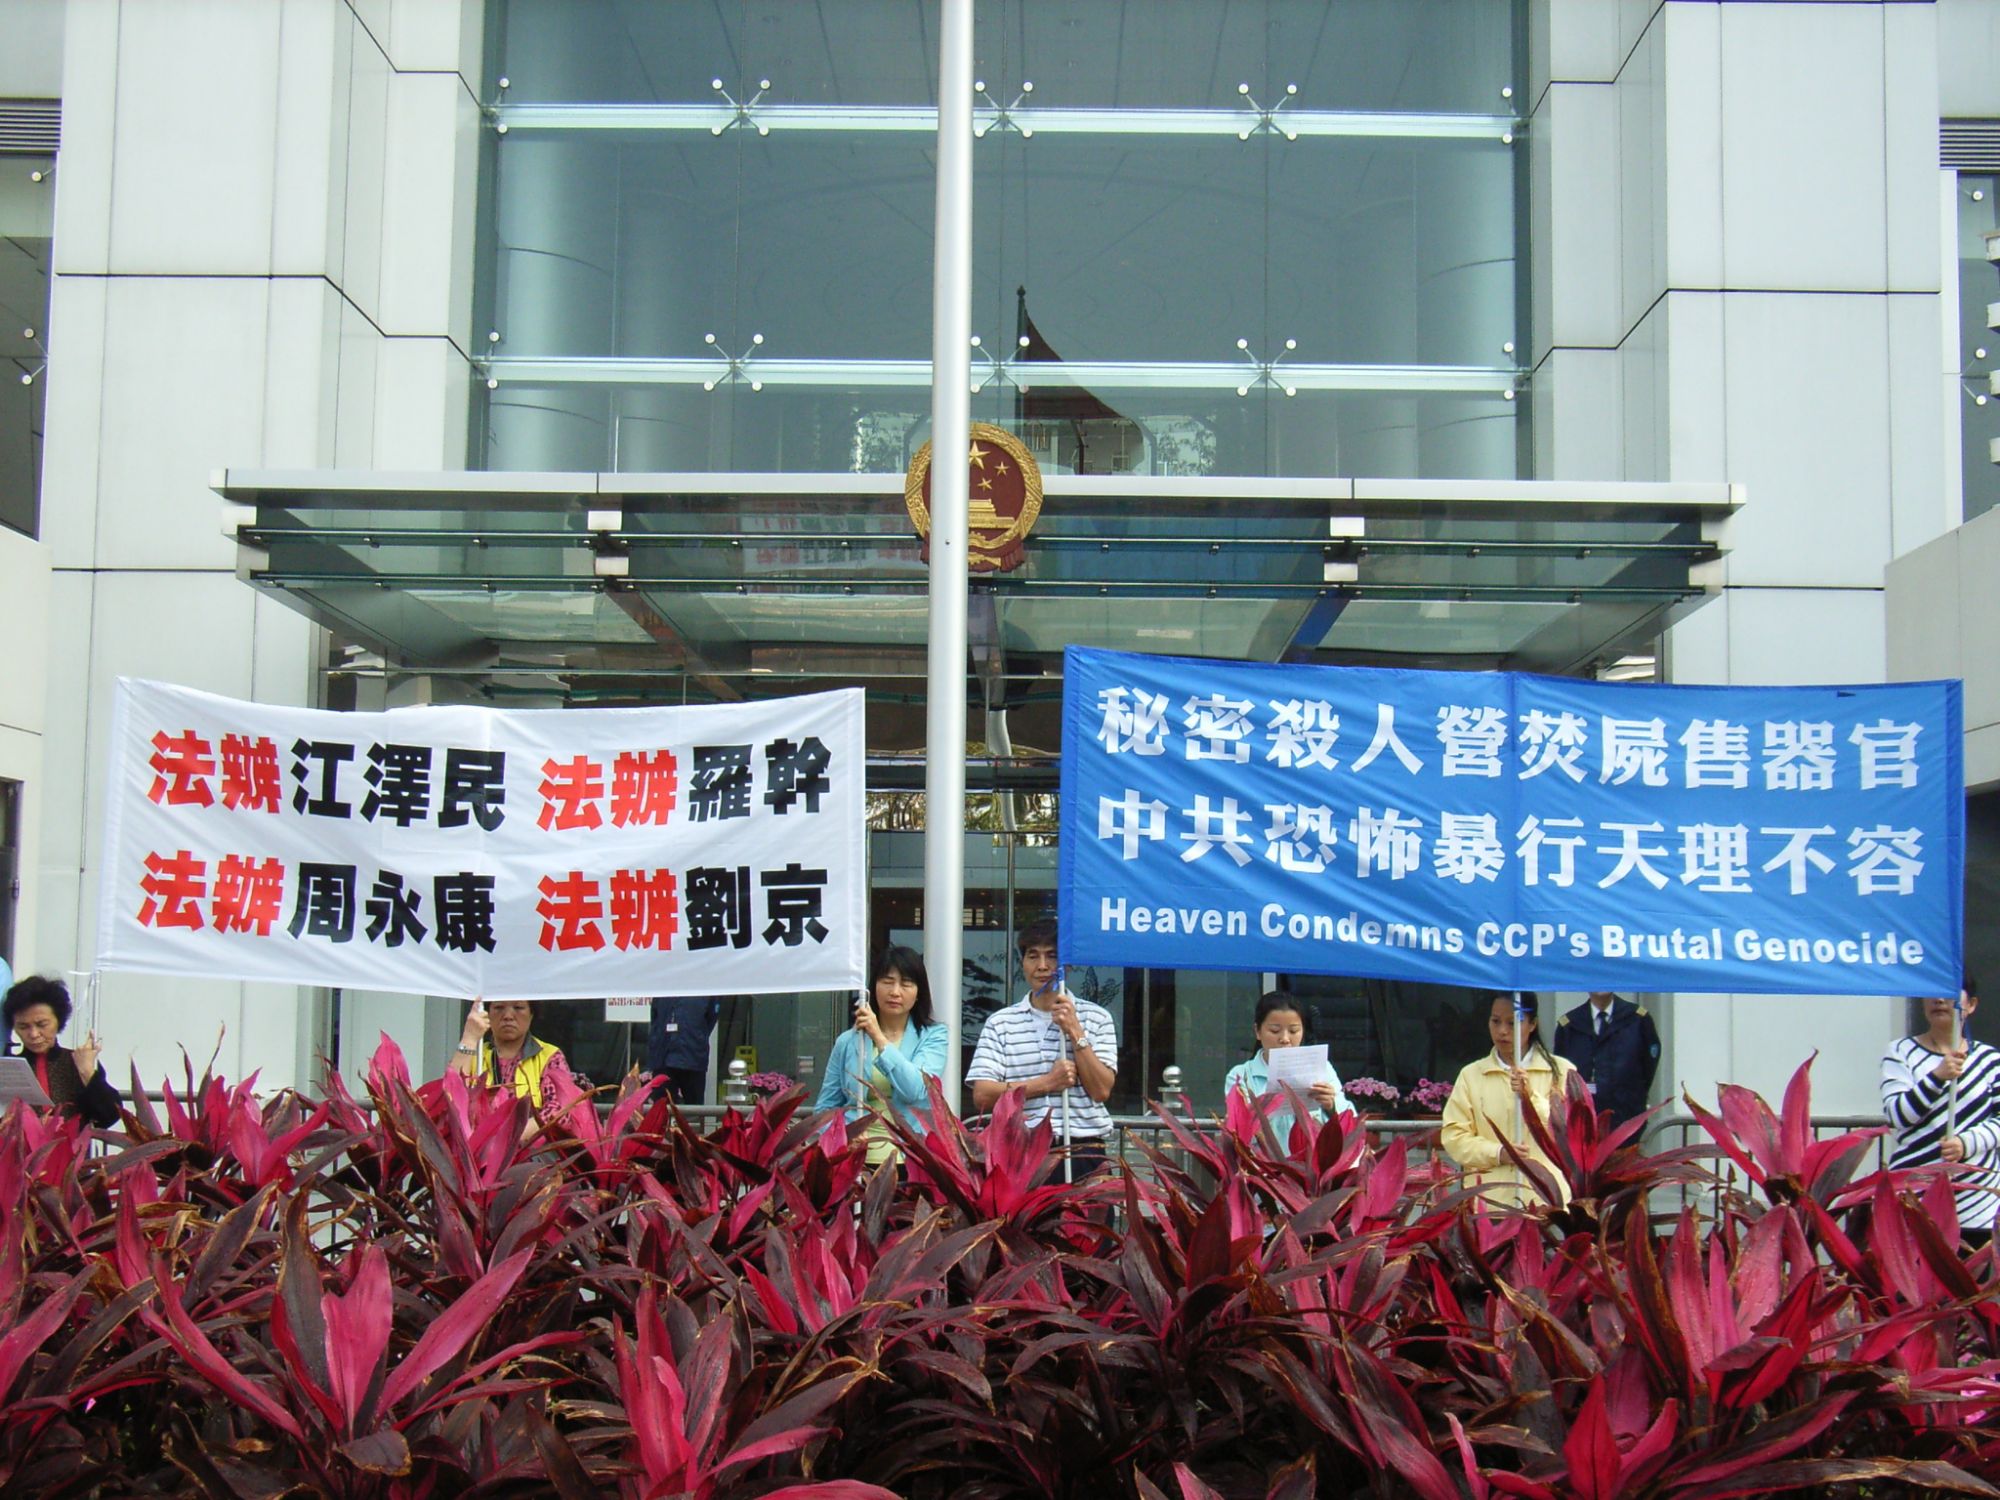 法辦江澤民 法辦羅幹
法辦周永康 法辦劉京
秘密殺人營焚屍售器官
中共恐怖暴行天理不容
Heaven Condemns CCP's Brutal Genocide